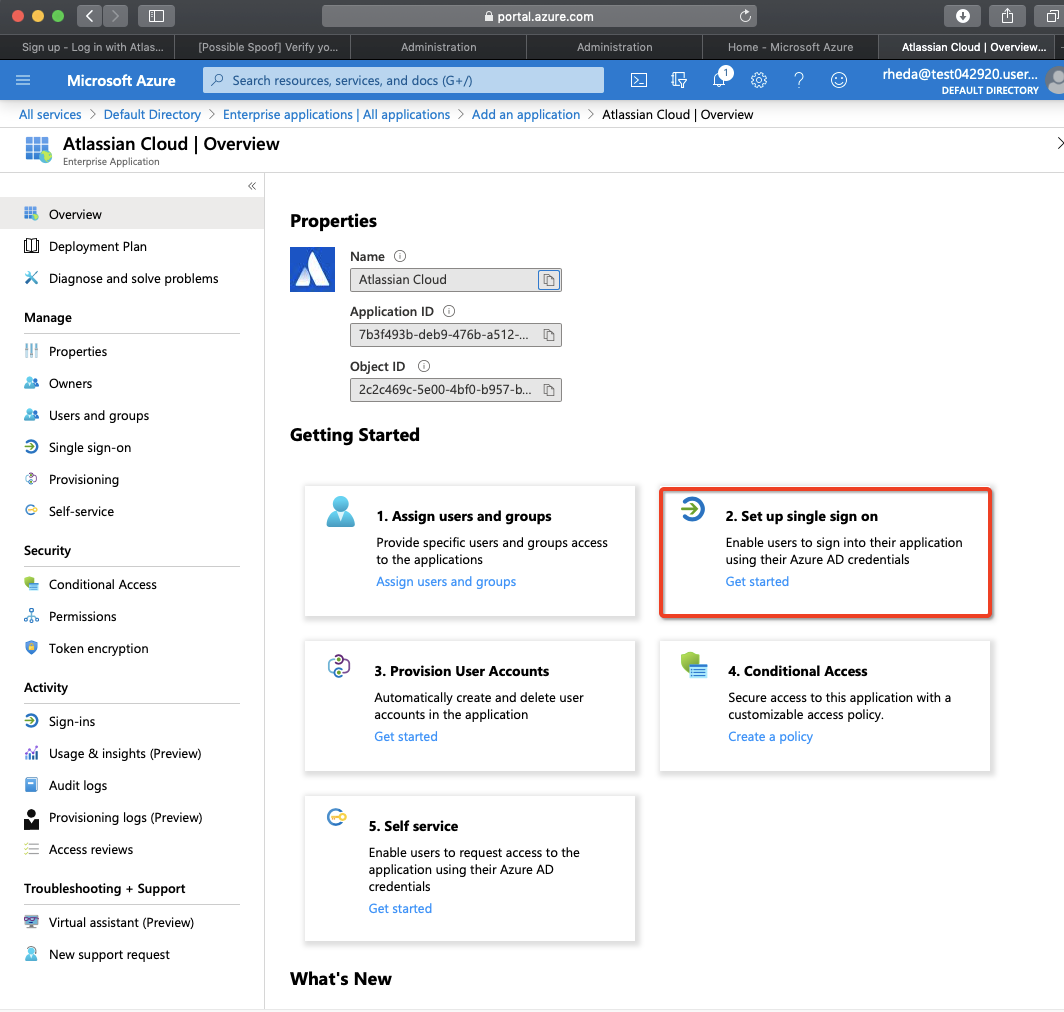 portal.azure.com
Sign up - Log in with Atlas...
[Possible Spoof] Verify yo...
Administration
Administration
Home - Microsoft Azure
Atlassian Cloud | Overview...
Microsoft Azure
Search resources, services, and docs (G+/)
1
rheda@test042920.user...
DEFAULT DIRECTORY
All services > Default Directory > Enterprise applications | All applications > Add an application > Atlassian Cloud | Overview
Atlassian Cloud | Overview
Enterprise Application
Overview
Deployment Plan
Diagnose and solve problems
Manage
Properties
Owners
Users and groups
Single sign-on
Provisioning
Self-service
Security
Conditional Access
Permissions
Token encryption
Activity
Sign-ins
Usage & insights (Preview)
Audit logs
Provisioning logs (Preview)
Access reviews
Troubleshooting + Support
Virtual assistant (Preview)
New support request
Properties
Name
Atlassian Cloud
Application ID
7b3f493b-deb9-476b-a512-...
Object ID
2c2c469c-5e00-4bf0-b957-b...
Getting Started
1. Assign users and groups
Provide specific users and groups access
to the applications
Assign users and groups
2. Set up single sign on
Enable users to sign into their application
using their Azure AD credentials
Get started
3. Provision User Accounts
Automatically create and delete user
accounts in the application
Get started
4. Conditional Access
Secure access to this application with a
customizable access policy.
Create a policy
5. Self service
Enable users to request access to the
application using their Azure AD
credentials
Get started
What's New